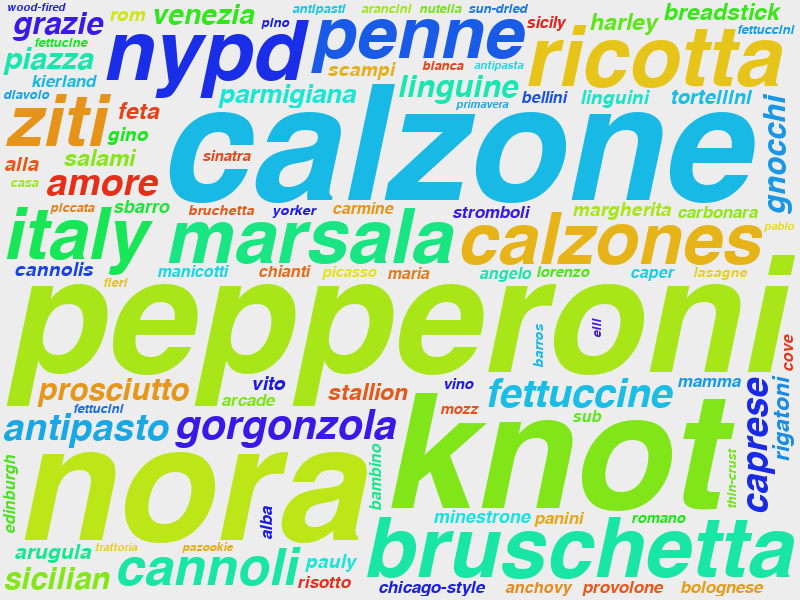 wood-fired
grazie
rom
venezia
pino
antipasti
arancini
nutella
sun-dried
sicily
harley
breadstick
fettuccini
fettucine
piazza
nypd
penne
ricotta
kierland
scampi
blanca
antipasta
diavolo
parmigiana
linguine
primavera
bellini
linguini
tortellini
gnocchi
ziti
feta
gino
calzone
sinatra
alla
salami
casa
amore
piccata
sbarro
bruchetta
yorker
carmine
stromboli
margherita
carbonara
pablo
italy
marsala
calzones
cannolis
fieri
manicotti
chianti
picasso
maria
angelo
lorenzo
caper
lasagne
pepperoni
barros
elli
cove
prosciutto
vito
arcade
stallion
vino
mozz
fettuccine
mamma
rigatoni
caprese
fettucini
antipasto
gorgonzola
knot
sub
thin-crust
edinburgh
nora
alba
bambino
minestrone
panini
romano
arugula
trattoria
pazookie
bruschetta
sicilian
cannoli
pauly
risotto
chicago-style
anchovy
provolone
bolognese